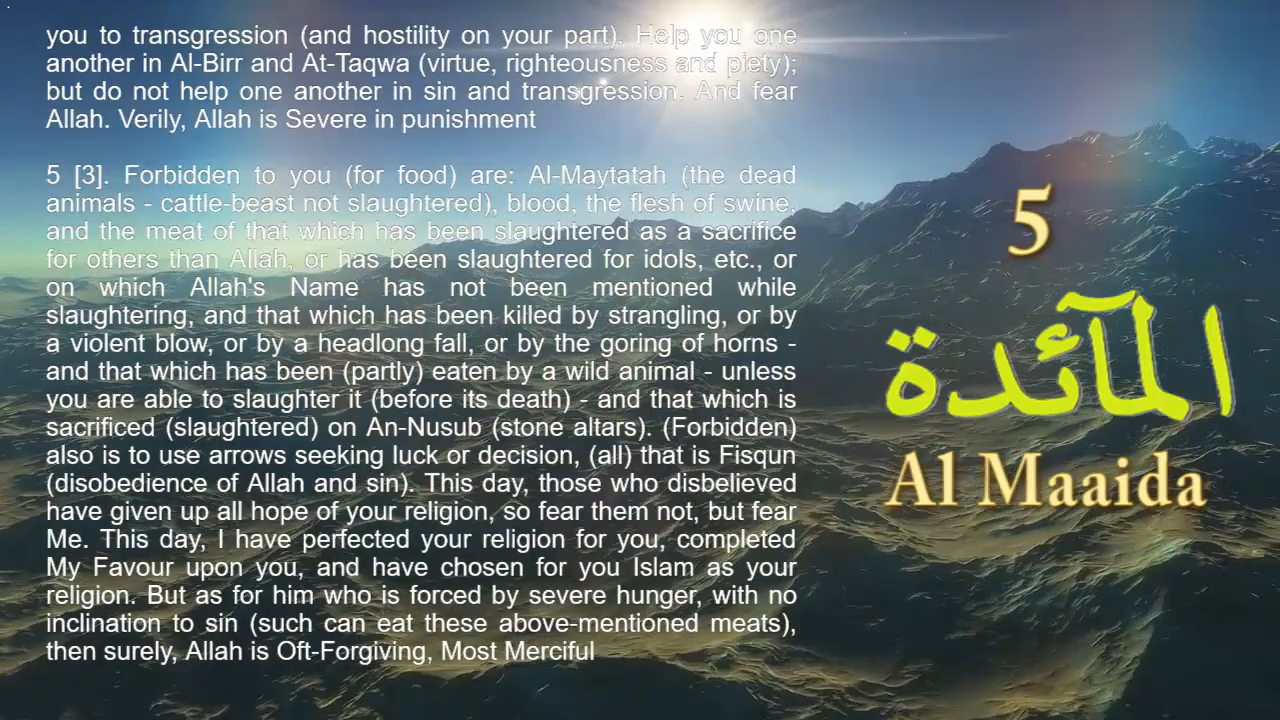 you to transgression (and hostility on your part). Help you one
another in Al-Birr and At-Taqwa (virtue, righteousness and piety);
but do not help one another in sin and transgression. And fear
Allah. Verily, Allah is Severe in punishment
5 [3]. Forbidden to you (for food) are: Al-Maytatah (the dead
animals - cattle-beast not slaughtered), blood, the flesh of swine,
and the meat of that which has been slaughtered as a sacrifice
for others than Allah, or has been slaughtered for idols, etc., or
on which Allah's Name has not been mentioned while
slaughtering, and that which has been killed by strangling, or by
a violent blow, or by a headlong fall, or by the goring of horns -
and that which has been (partly) eaten by a wild animal - unless
you are able to slaughter it (before its death) - and that which is
sacrificed (slaughtered) on An-Nusub (stone altars). (Forbidden)
also is to use arrows seeking luck or decision, (all) that is Fisqun
(disobedience of Allah and sin). This day, those who disbelieved
have given up all hope of your religion, so fear them not, but fear
Me. This day, I have perfected your religion for you, completed
My Favour upon you, and have chosen for you Islam as your
religion. But as for him who is forced by severe hunger, with no
inclination to sin (such can eat these above-mentioned meats),
then surely, Allah is Oft-Forgiving, Most Merciful
5
المآئدة
Al Maaida